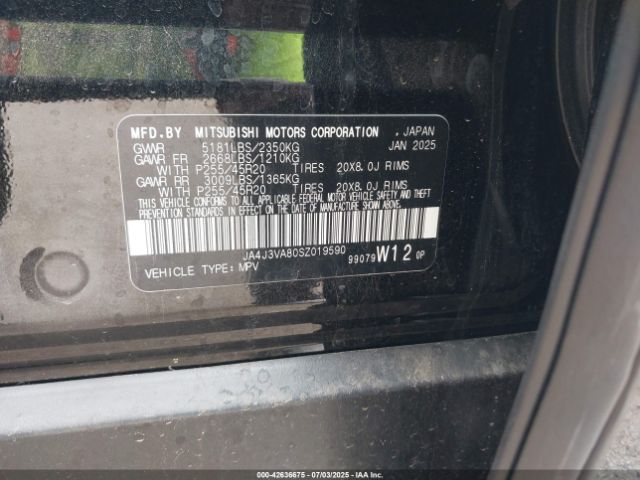 MFD.BY MITSUBISHI MOTORS CORPORATION . JAPAN
GVWR 5181LBS/2350KG JAN 2025
GAWR FR 2668LBS/1210KG
WITH P255/45R20 TIRES 20X8.0J RIMS
GAWR RR 3000LBS/1365KG
WITH P255/45R20 TIRES 20X8.0J RIMS
THIS VEHICLE CONFORMS TO ALL APPLICABLE FEDERAL MOTOR VEHICLE SAFETY AND THEFT
PREVENTION STANDARDS IN EFFECT ON THE DATE OF MANUFACTURE SHOWN ABOVE.
JA4J3VA80SZ019590
99079 W12 0P
VEHICLE TYPE: MPV
000-42636675 - 07/03/2025 - IAA Inc.